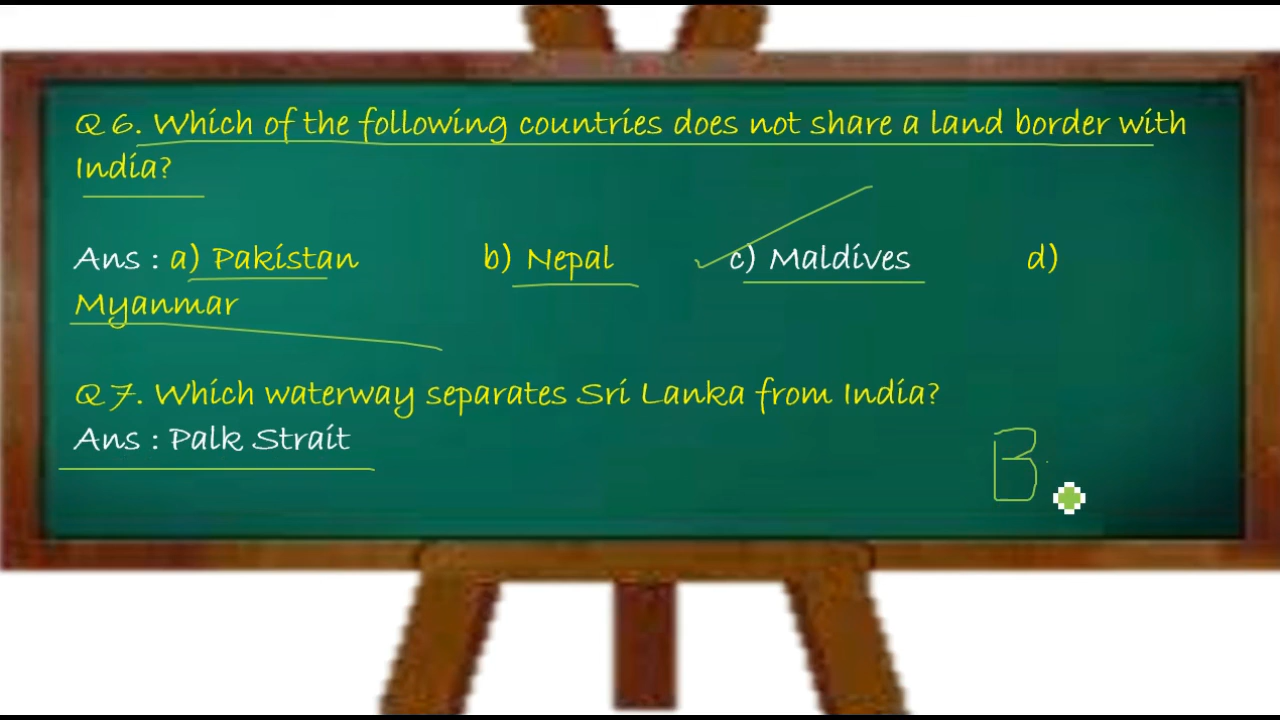 Q 6. Which of the following countries does not share a land border with
India?
Ans : a) Pakistan b) Nepal c) Maldives d)
Myanmar
Q 7. Which waterway separates Sri Lanka from India?
Ans : Palk Strait
B